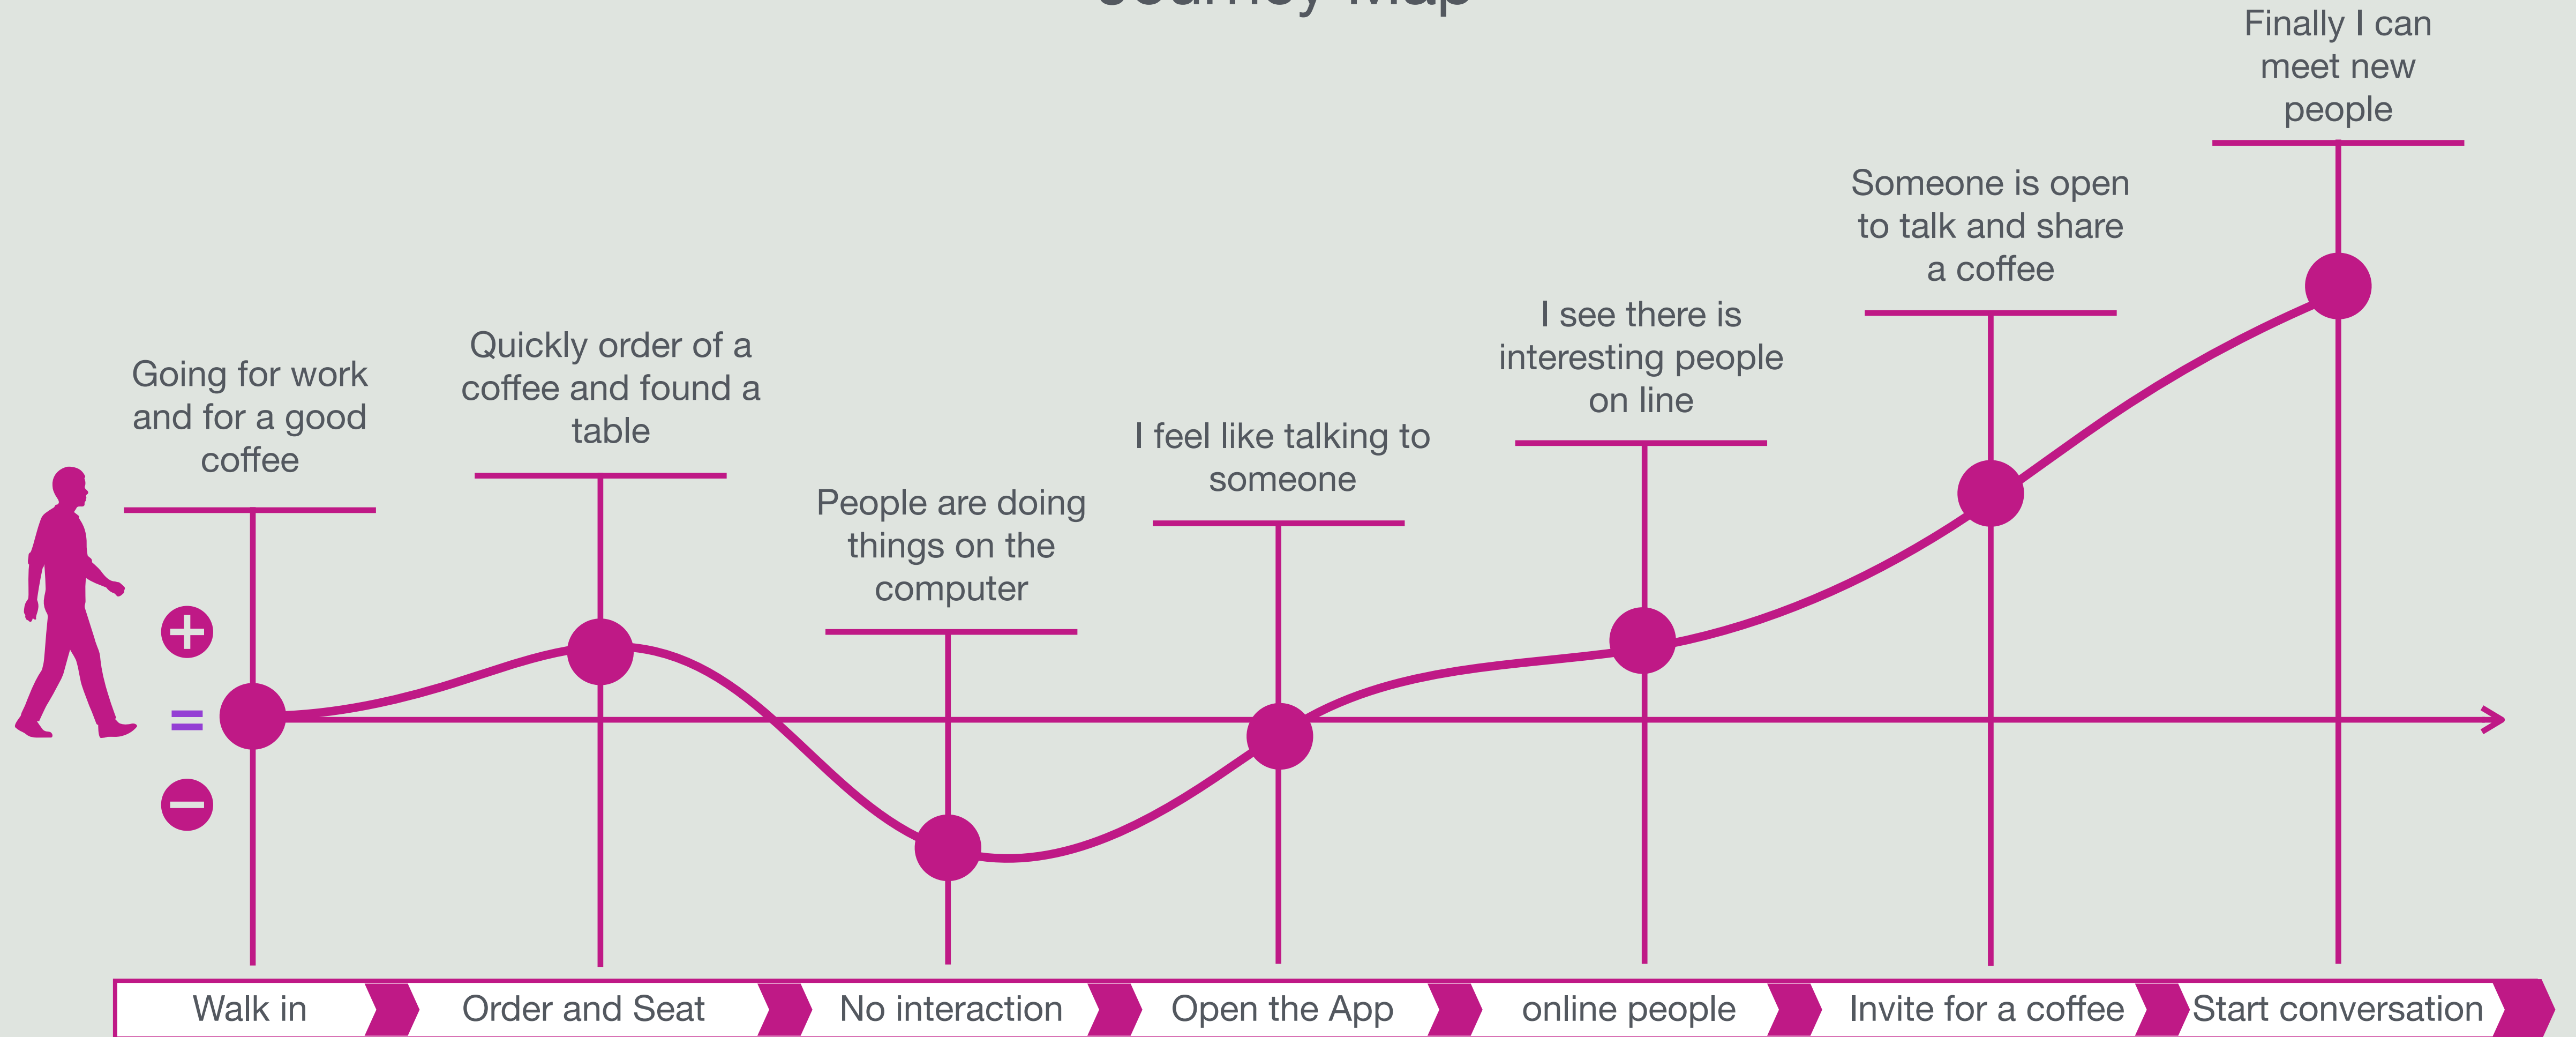 Journey Map
Finally I can
meet new
people
Someone is open
to talk and share
a coffee
I see there is
interesting people
on line
Quickly order of a
coffee and found a
table
Going for work
and for a good
coffee
I feel like talking to
someone
People are doing
things on the
computer
+
=
−
Walk in
Order and Seat
No interaction
Open the App
online people
Invite for a coffee
Start conversation